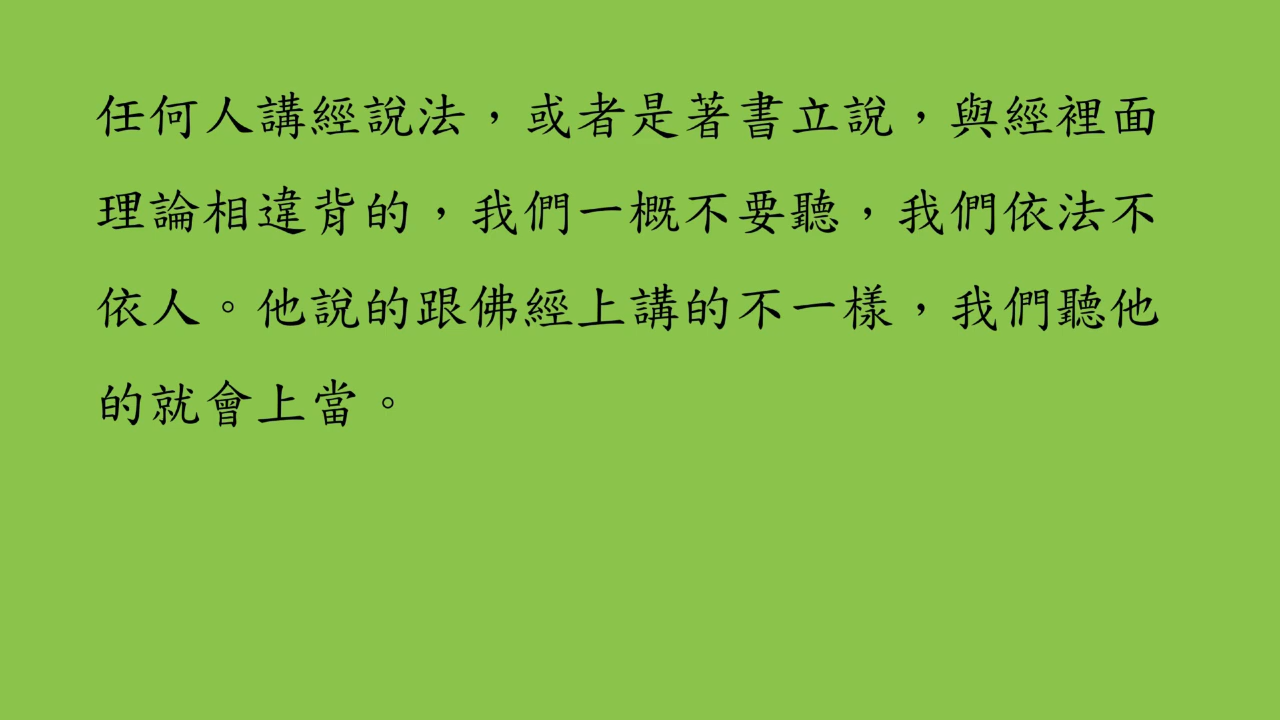 任何人講經說法，或者是著書立說，與經裡面
理論相違背的，我們一概不要聽，我們依法不
依人。他說的跟佛經上講的不一樣，我們聽他
的就會上當。